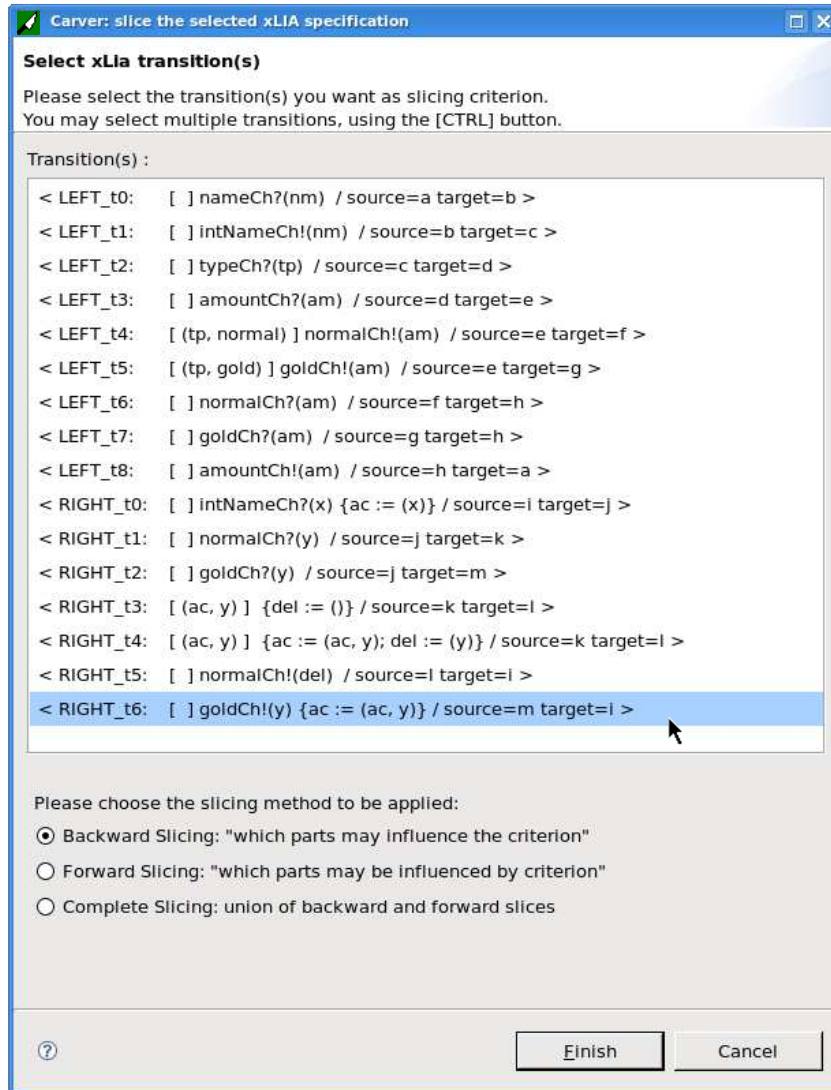 Carver: slice the selected xLIA specification
Select xLia transition(s)
Please select the transition(s) you want as slicing criterion.
You may select multiple transitions, using the [CTRL] button.
Transition(s) :
< LEFT_t0: [ ] nameCh?(nm) / source=a target=b >
< LEFT_t1: [ ] intNameCh!(nm) / source=b target=c >
< LEFT_t2: [ ] typeCh?(tp) / source=c target=d >
< LEFT_t3: [ ] amountCh?(am) / source=d target=e >
< LEFT_t4: [ (tp, normal) ] normalCh!(am) / source=e target=f >
< LEFT_t5: [ (tp, gold) ] goldCh!(am) / source=e target=g >
< LEFT_t6: [ ] normalCh?(am) / source=f target=h >
< LEFT_t7: [ ] goldCh?(am) / source=g target=h >
< LEFT_t8: [ ] amountCh!(am) / source=h target=a >
< RIGHT_t0: [ ] intNameCh?(x) {ac := (x)} / source=i target=j >
< RIGHT_t1: [ ] normalCh?(y) / source=j target=k >
< RIGHT_t2: [ ] goldCh?(y) / source=j target=m >
< RIGHT_t3: [ (ac, y) ] {del := ()} / source=k target=l >
< RIGHT_t4: [ (ac, y) ] {ac := (ac, y); del := (y)} / source=k target=l >
< RIGHT_t5: [ ] normalCh!(del) / source=l target=i >
< RIGHT_t6: [ ] goldCh!(y) {ac := (ac, y)} / source=m target=i >
Please choose the slicing method to be applied:
Backward Slicing: "which parts may influence the criterion"
Forward Slicing: "which parts may be influenced by criterion"
Complete Slicing: union of backward and forward slices
? Finish Cancel